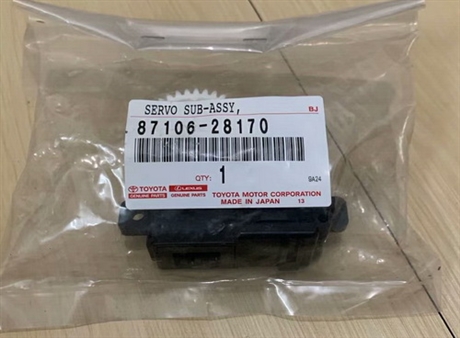 SERVO SUB-ASSY, BJ
87106-28170
QTY: 1 GA24
TOYOTA LEXUS TOYOTA MOTOR CORPORATION
GENUINE PARTS GENUINE PARTS MADE IN JAPAN 13